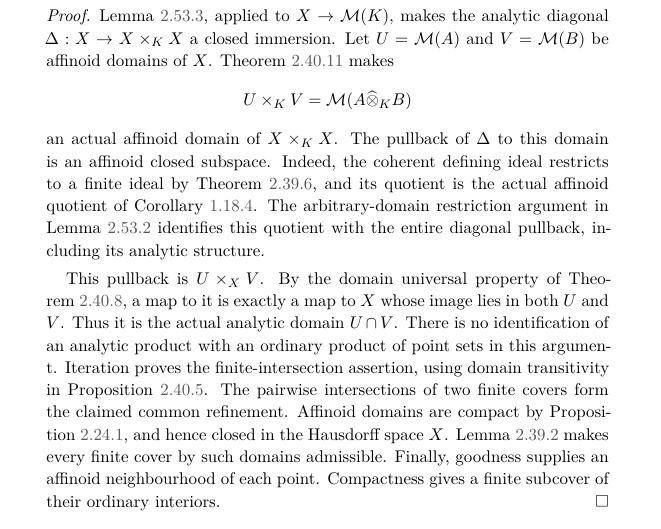 Proof. Lemma 2.53.3, applied to X → M(K), makes the analytic diagonal
Δ : X → X ×_K X a closed immersion. Let U = M(A) and V = M(B) be
affinoid domains of X. Theorem 2.40.11 makes
U ×_K V = M(A⊗̂_K B)
an actual affinoid domain of X ×_K X. The pullback of Δ to this domain
is an affinoid closed subspace. Indeed, the coherent defining ideal restricts
to a finite ideal by Theorem 2.39.6, and its quotient is the actual affinoid
quotient of Corollary 1.18.4. The arbitrary-domain restriction argument in
Lemma 2.53.2 identifies this quotient with the entire diagonal pullback, in-
cluding its analytic structure.
This pullback is U ×_X V. By the domain universal property of Theo-
rem 2.40.8, a map to it is exactly a map to X whose image lies in both U and
V. Thus it is the actual analytic domain U ∩ V. There is no identification of
an analytic product with an ordinary product of point sets in this argumen-
t. Iteration proves the finite-intersection assertion, using domain transitivity
in Proposition 2.40.5. The pairwise intersections of two finite covers form
the claimed common refinement. Affinoid domains are compact by Proposi-
tion 2.24.1, and hence closed in the Hausdorff space X. Lemma 2.39.2 makes
every finite cover by such domains admissible. Finally, goodness supplies an
affinoid neighbourhood of each point. Compactness gives a finite subcover of
their ordinary interiors. □